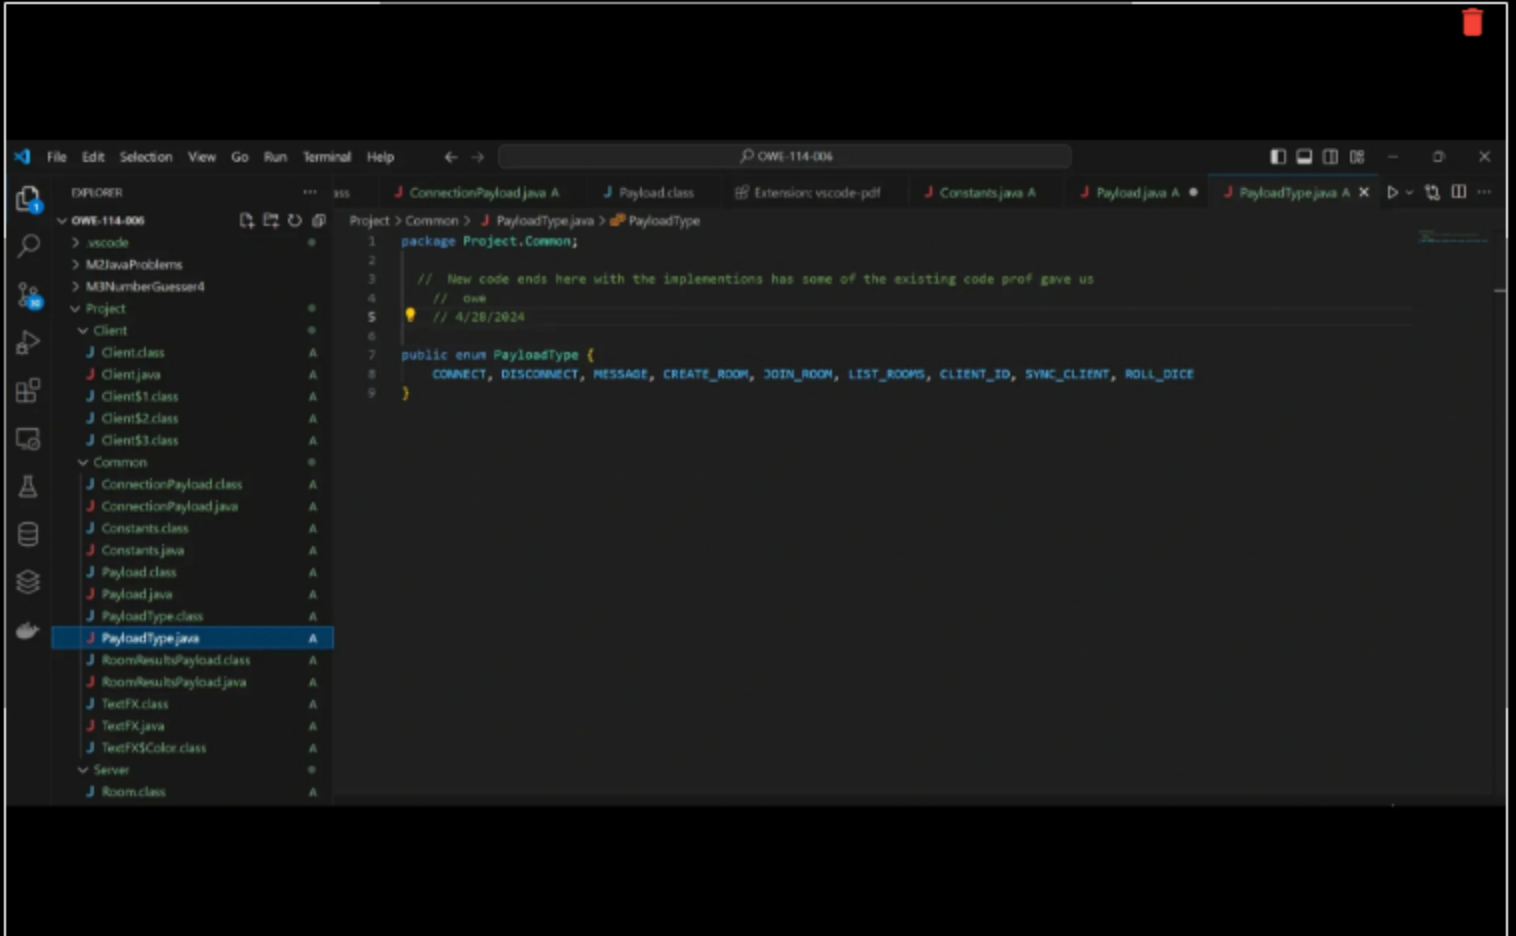 File Edit Selection View Go Run Terminal Help OWE-114-006
EXPLORER
ass ConnectionPayload.java A Payload.class Extension: vscode-pdf Constants.java A Payload.java A PayloadType.java A
OWE-114-006
Project > Common > PayloadType.java > PayloadType
.vscode
M2JavaProblems
M3NumberGuesser4
Project
Client
Client.class A
Client.java A
Client$1.class A
Client$2.class A
Client$3.class A
Common
ConnectionPayload.class A
ConnectionPayload.java A
Constants.class A
Constants.java A
Payload.class A
Payload.java A
PayloadType.class A
PayloadType.java A
RoomResultsPayload.class A
RoomResultsPayload.java A
TextFX.class A
TextFX.java A
TextFX$Color.class A
Server
Room.class A
1 package Project.Common;
2
3 // New code ends here with the implementions has some of the existing code prof gave us
4 // owe
5 // 4/28/2024
6
7 public enum PayloadType {
8 CONNECT, DISCONNECT, MESSAGE, CREATE_ROOM, JOIN_ROOM, LIST_ROOMS, CLIENT_ID, SYNC_CLIENT, ROLL_DICE
9 }